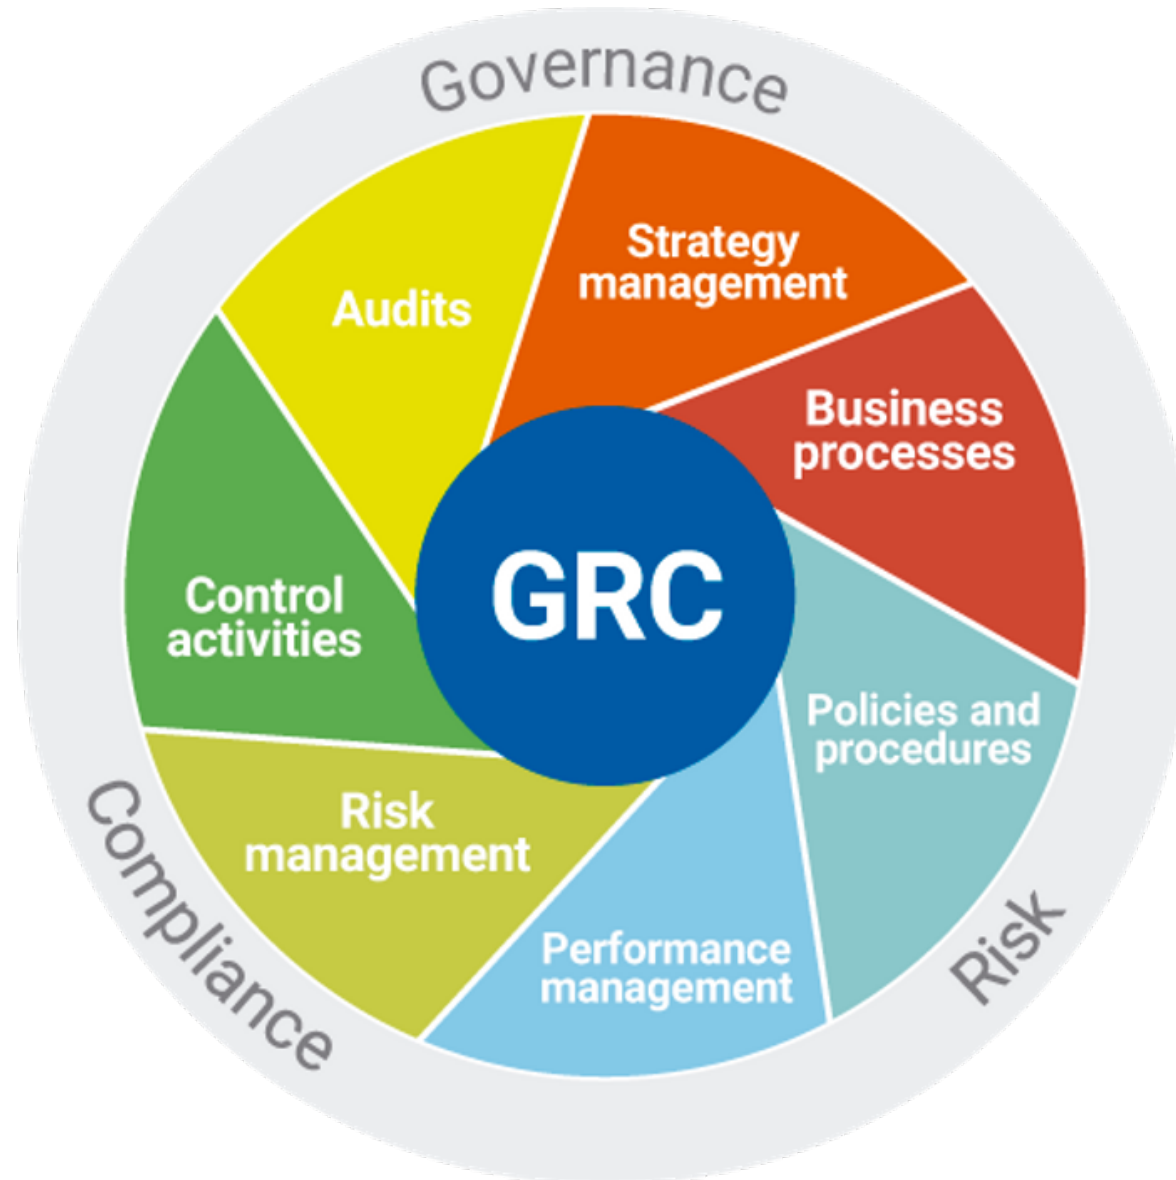 Governance
Strategy
management
Audits
Business
processes
GRC
Control
activities
Policies and
procedures
Risk
management
Performance
management
Compliance
Risk